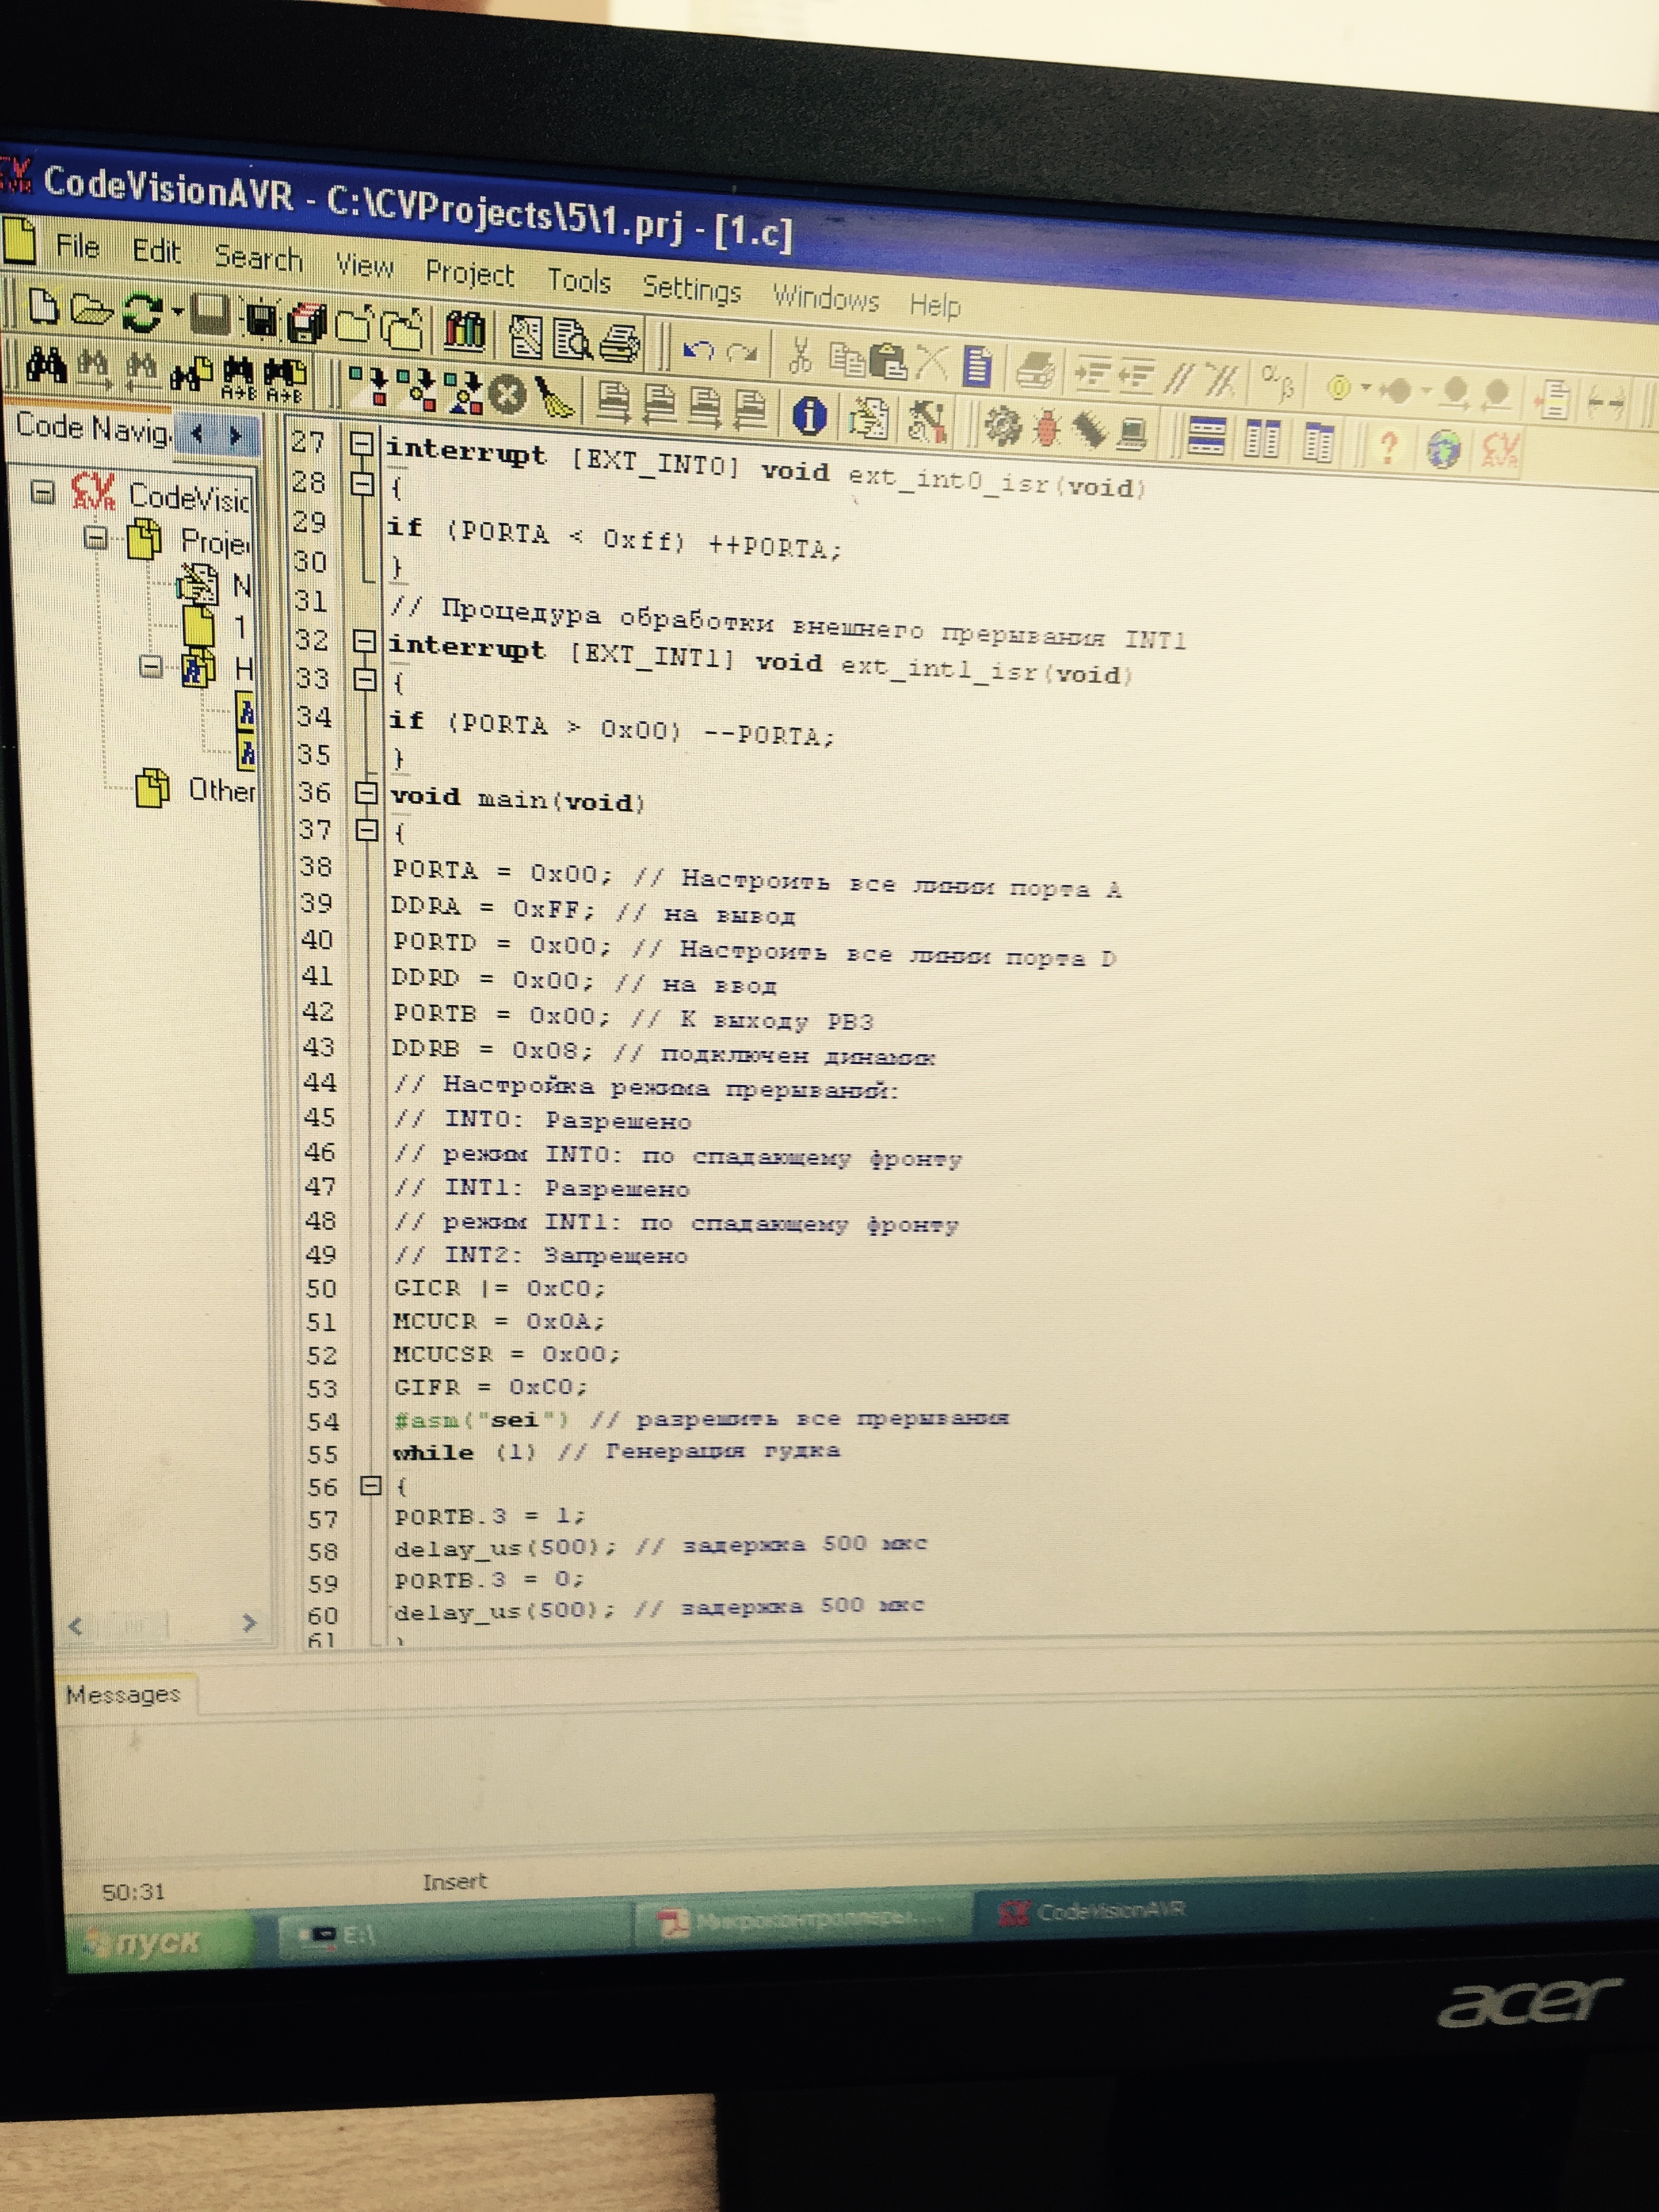 CodeVisionAVR - C:\CVProjects\5\1.prj - [1.c]
File Edit Search View Project Tools Settings Windows Help
Code Navig.
CodeVisio
Proje
N
1
H
Other
27 interrupt [EXT_INT0] void ext_int0_isr(void)
28 {
29 if (PORTA < 0xff) ++PORTA;
30 }
31 // Процедура обработки внешнего прерывания INT1
32 interrupt [EXT_INT1] void ext_int1_isr(void)
33 {
34 if (PORTA > 0x00) --PORTA;
35 }
36 void main(void)
37 {
38 PORTA = 0x00; // Настроить все линии порта A
39 DDRA = 0xFF; // на вывод
40 PORTD = 0x00; // Настроить все линии порта D
41 DDRD = 0x00; // на ввод
42 PORTB = 0x00; // К выходу PB3
43 DDRB = 0x08; // подключен динамик
44 // Настройка режима прерываний:
45 // INT0: Разрешено
46 // режим INT0: по спадающему фронту
47 // INT1: Разрешено
48 // режим INT1: по спадающему фронту
49 // INT2: Запрещено
50 GICR |= 0xC0;
51 MCUCR = 0x0A;
52 MCUCSR = 0x00;
53 GIFR = 0xC0;
54 #asm("sei") // разрешить все прерывания
55 while (1) // Генерация гудка
56 {
57 PORTB.3 = 1;
58 delay_us(500); // задержка 500 мкс
59 PORTB.3 = 0;
60 delay_us(500); // задержка 500 мкс
61 }
Messages
50:31 Insert
пуск E:\ Микроконтроллеры.... CodeVisionAVR
acer